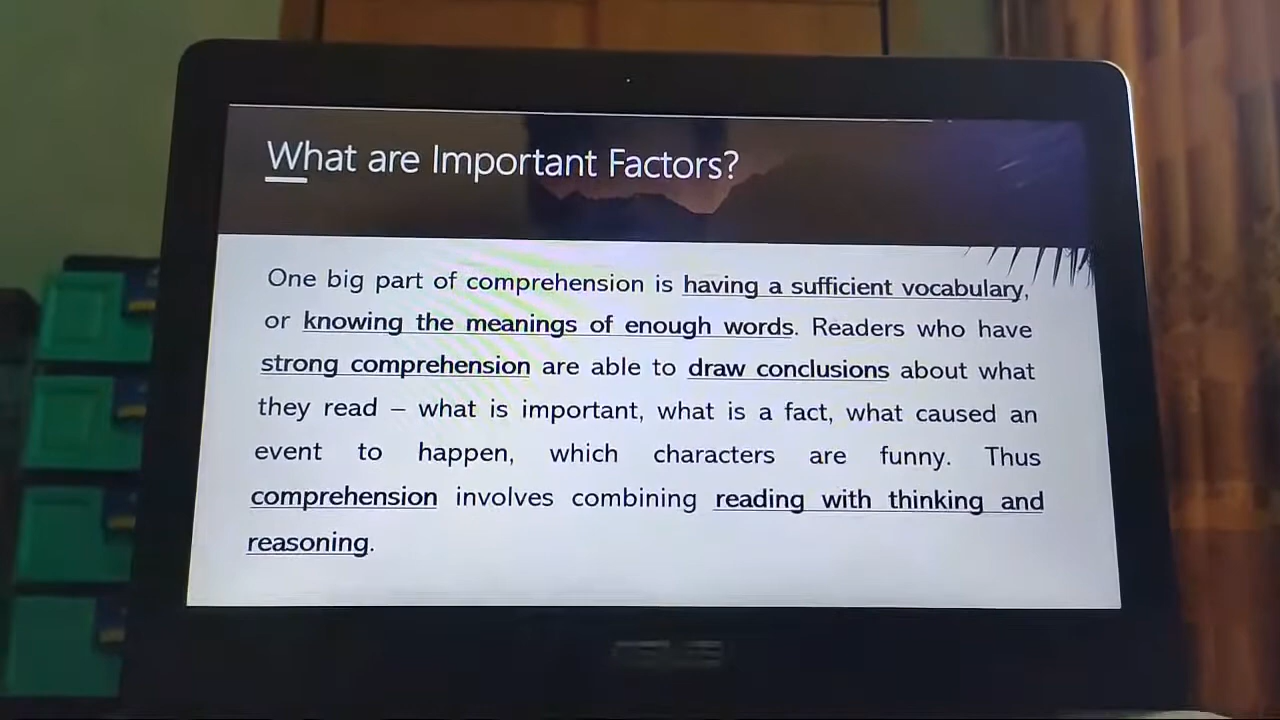 What are Important Factors?
One big part of comprehension is having a sufficient vocabulary,
or knowing the meanings of enough words. Readers who have
strong comprehension are able to draw conclusions about what
they read – what is important, what is a fact, what caused an
event to happen, which characters are funny. Thus
comprehension involves combining reading with thinking and
reasoning.